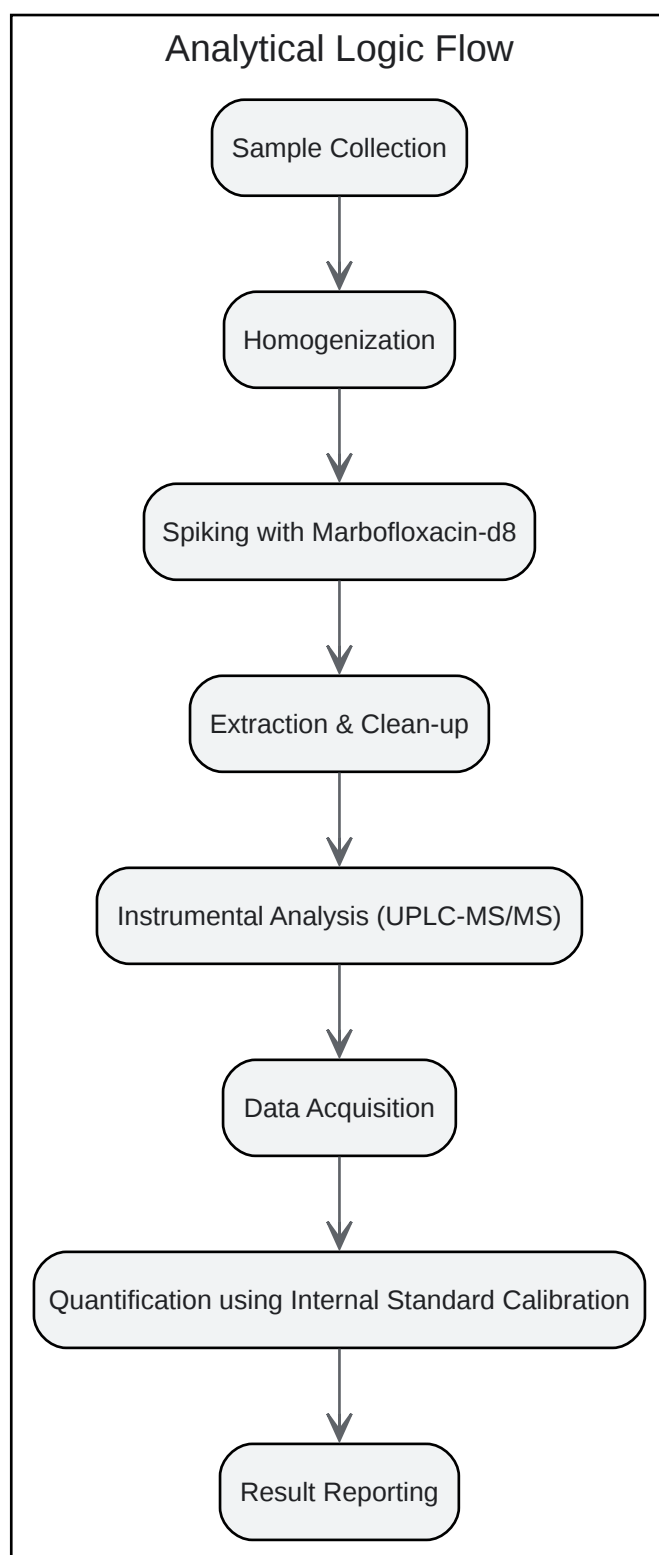 Analytical Logic Flow
Sample Collection
Homogenization
Spiking with Marbofloxacin-d8
Extraction & Clean-up
Instrumental Analysis (UPLC-MS/MS)
Data Acquisition
Quantification using Internal Standard Calibration
Result Reporting